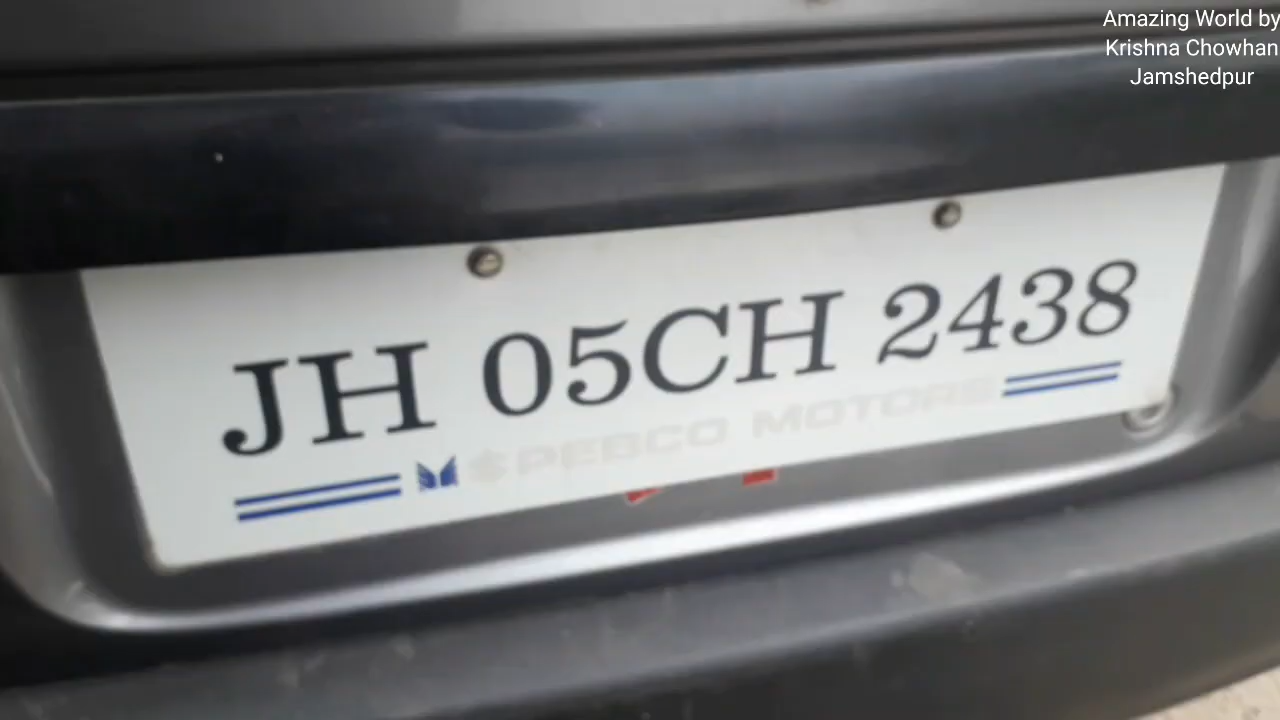 Amazing World by
Krishna Chowhan
Jamshedpur
JH 05CH 2438
PEBCO MOTORS